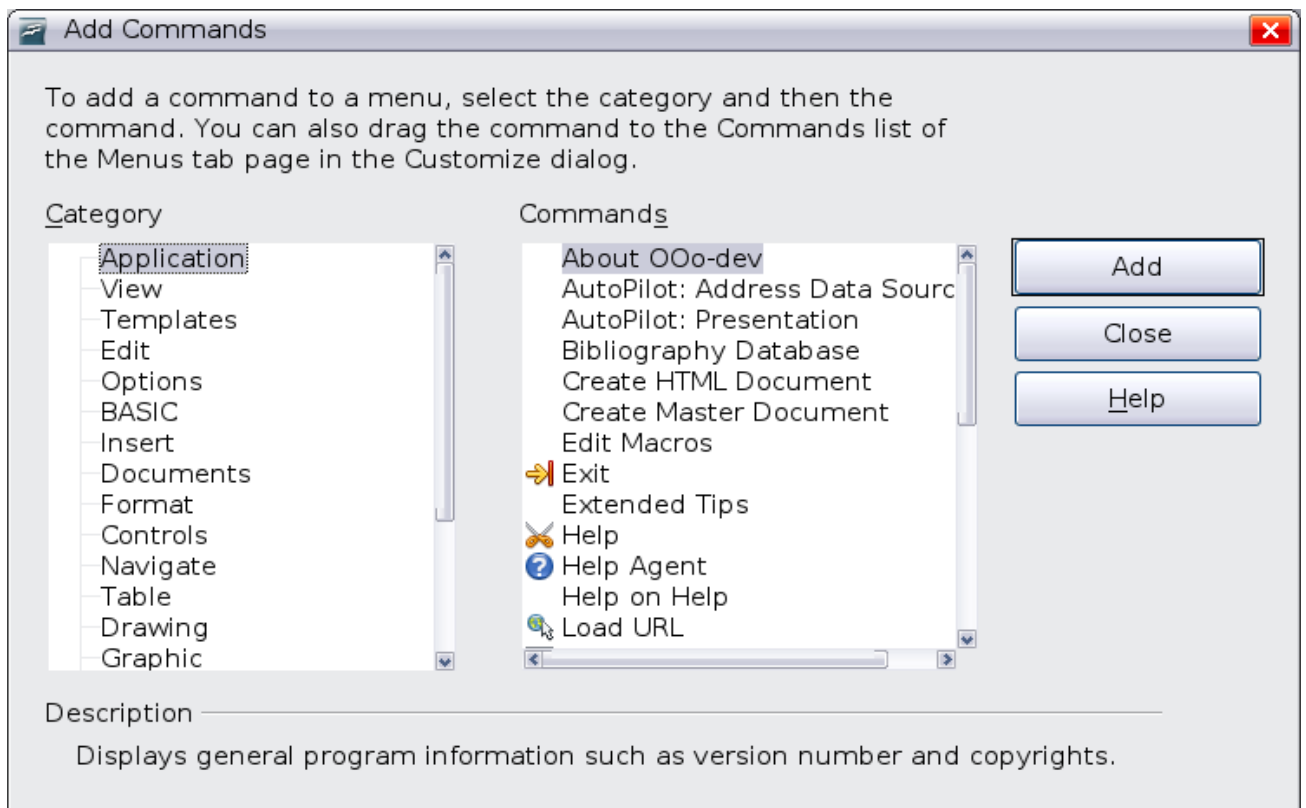 Add Commands
To add a command to a menu, select the category and then the
command. You can also drag the command to the Commands list of
the Menus tab page in the Customize dialog.
Category
Application
View
Templates
Edit
Options
BASIC
Insert
Documents
Format
Controls
Navigate
Table
Drawing
Graphic
Commands
About OOo-dev
AutoPilot: Address Data Sourc
AutoPilot: Presentation
Bibliography Database
Create HTML Document
Create Master Document
Edit Macros
Exit
Extended Tips
Help
Help Agent
Help on Help
Load URL
Add
Close
Help
Description
Displays general program information such as version number and copyrights.